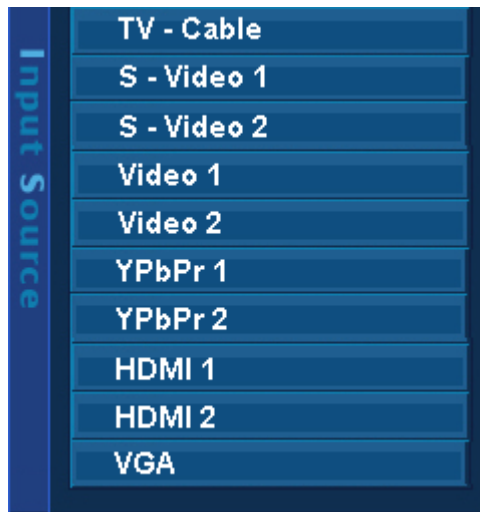 Input Source
TV - Cable
S - Video 1
S - Video 2
Video 1
Video 2
YPbPr 1
YPbPr 2
HDMI 1
HDMI 2
VGA